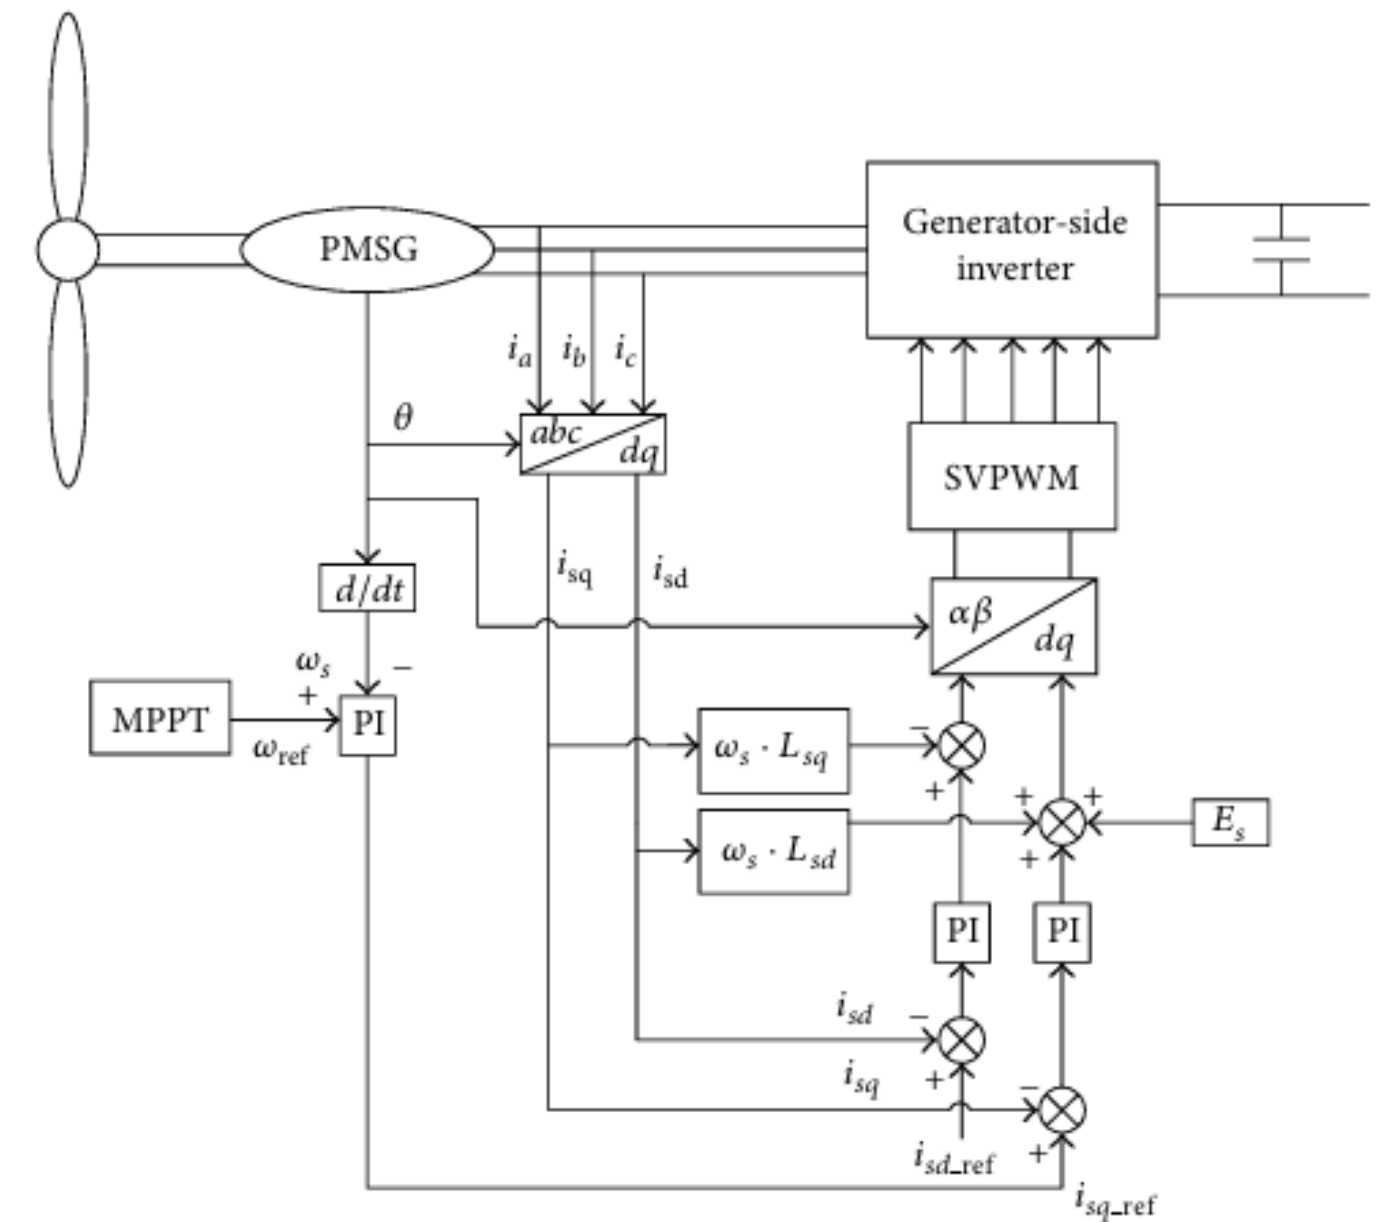 PMSG
Generator-side
inverter
i_a
i_b
i_c
θ
abc
dq
SVPWM
d/dt
i_sq
i_sd
αβ
dq
ω_s
−
+
MPPT
PI
ω_ref
ω_s · L_sq
−
+
ω_s · L_sd
+
+
+
E_s
PI
PI
i_sd
−
+
i_sq
−
+
i_sd_ref
i_sq_ref